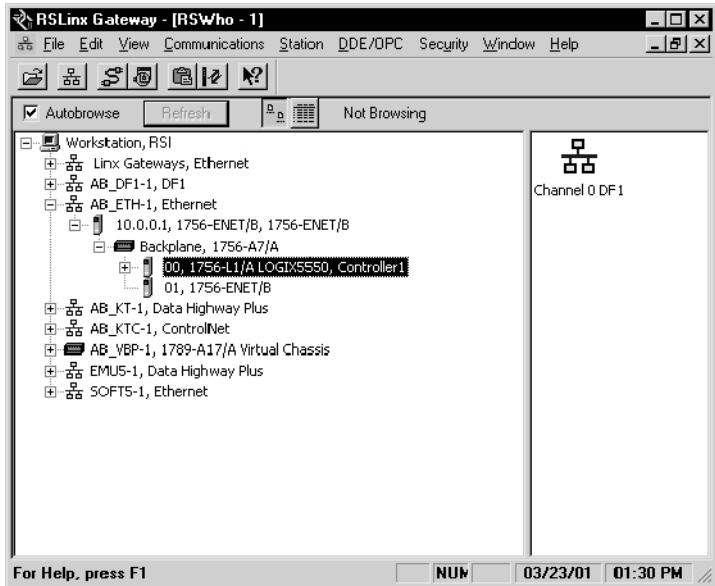 RSLinx Gateway - [RSWho - 1]
File Edit View Communications Station DDE/OPC Security Window Help
Autobrowse Refresh Not Browsing
Workstation, RSI
Linx Gateways, Ethernet
AB_DF1-1, DF1
AB_ETH-1, Ethernet
10.0.0.1, 1756-ENET/B, 1756-ENET/B
Backplane, 1756-A7/A
00, 1756-L1/A LOGIX5550, Controller1
01, 1756-ENET/B
AB_KT-1, Data Highway Plus
AB_KTC-1, ControlNet
AB_VBP-1, 1789-A17/A Virtual Chassis
EMU5-1, Data Highway Plus
SOFT5-1, Ethernet
Channel 0 DF1
For Help, press F1 NUM 03/23/01 01:30 PM